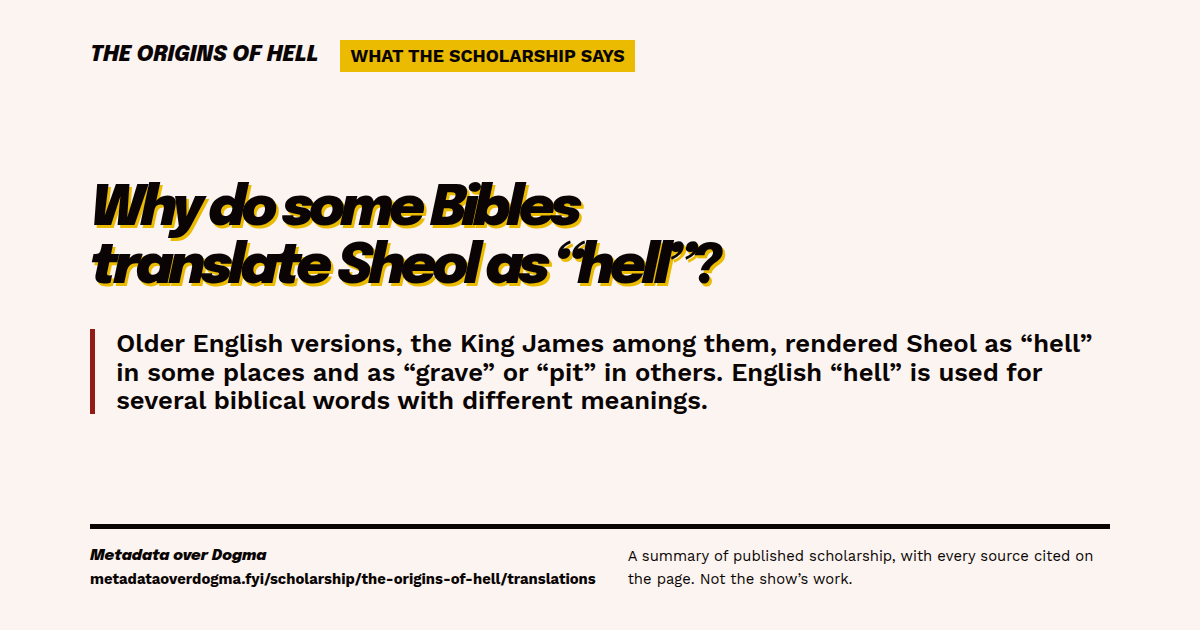 THE ORIGINS OF HELL
WHAT THE SCHOLARSHIP SAYS
Why do some Bibles
translate Sheol as “hell”?
Older English versions, the King James among them, rendered Sheol as “hell”
in some places and as “grave” or “pit” in others. English “hell” is used for
several biblical words with different meanings.
Metadata over Dogma
metadataoverdogma.fyi/scholarship/the-origins-of-hell/translations
A summary of published scholarship, with every source cited on
the page. Not the show’s work.